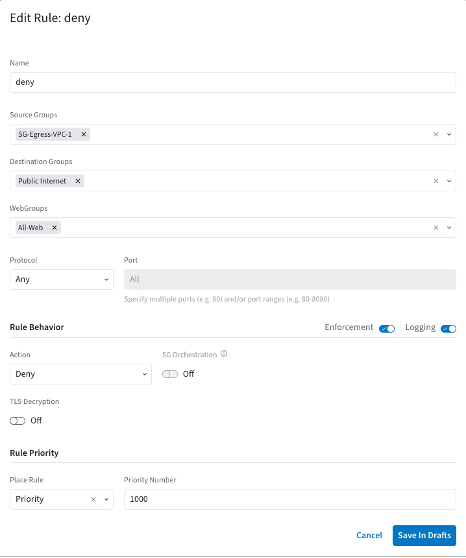 Edit Rule: deny
Name
deny
Source Groups
SG-Egress-VPC-1 ×
Destination Groups
Public Internet ×
WebGroups
All-Web ×
Protocol
Port
Any
All
Specify multiple ports (e.g. 80) and/or port ranges (e.g. 80-8080)
Rule Behavior
Enforcement
Logging
Action
SG Orchestration
Deny
Off
TLS Decryption
Off
Rule Priority
Place Rule
Priority Number
Priority
1000
Cancel
Save In Drafts